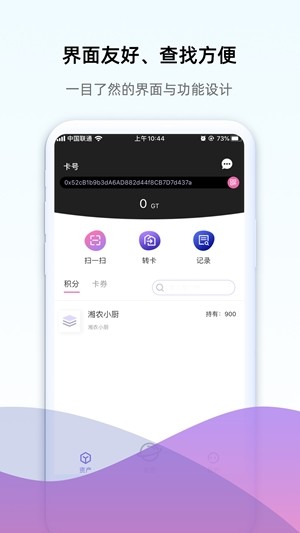 界面友好、查找方便
一目了然的界面与功能设计
中国联通 上午10:44 73%
卡号
0x52cB1b9b3dA6AD882d44f8CB7D7d437a
0 GT
扫一扫 转卡 记录
积分 卡券
湘农小厨 持有：900
湘农小厨
资产